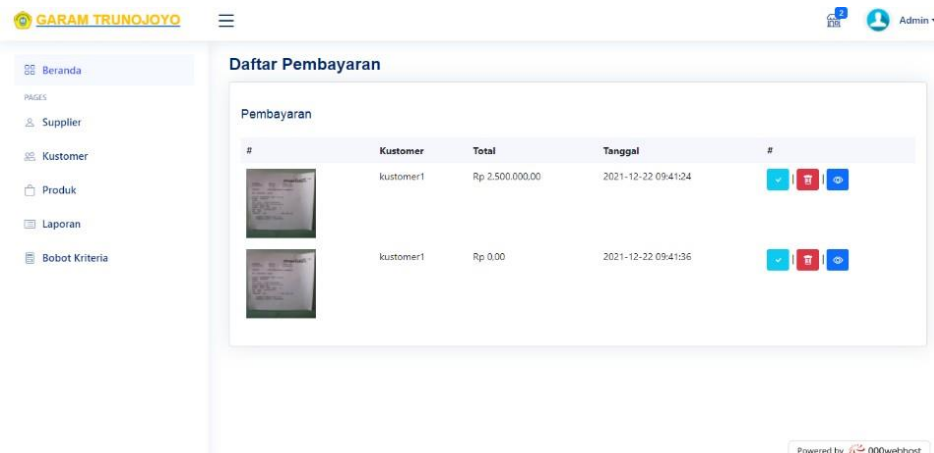 GARAM TRUNOJOYO
2
Admin
Beranda
PAGES
Supplier
Kustomer
Produk
Laporan
Bobot Kriteria
Daftar Pembayaran
Pembayaran
# Kustomer Total Tanggal #
kustomer1 Rp 2.500.000,00 2021-12-22 09:41:24 | |
kustomer1 Rp 0,00 2021-12-22 09:41:36 | |
Powered by 000webhost